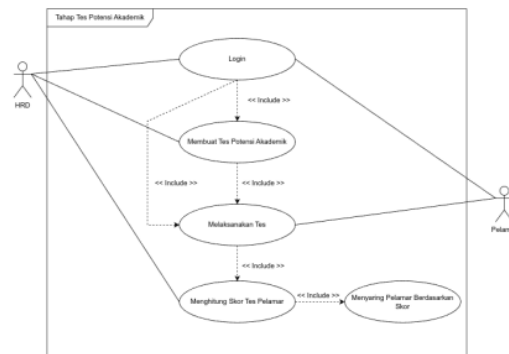 Tahap Tes Potensi Akademik
Login
HRD
<< Include >>
Membuat Tes Potensi Akademik
<< Include >>
<< Include >>
Melaksanakan Tes
Pelam
<< Include >>
Menghitung Skor Tes Pelamar
<< Include >>
Menyaring Pelamar Berdasarkan
Skor